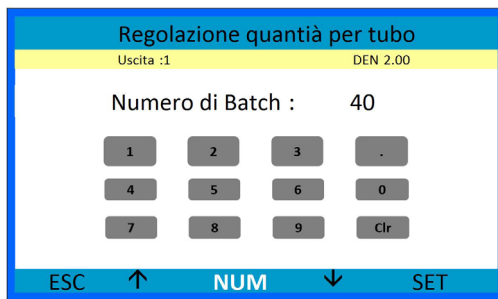 Regolazione quantià per tubo
Uscita :1 DEN 2.00
Numero di Batch : 40
1 2 3 .
4 5 6 0
7 8 9 Clr
ESC ↑ NUM ↓ SET